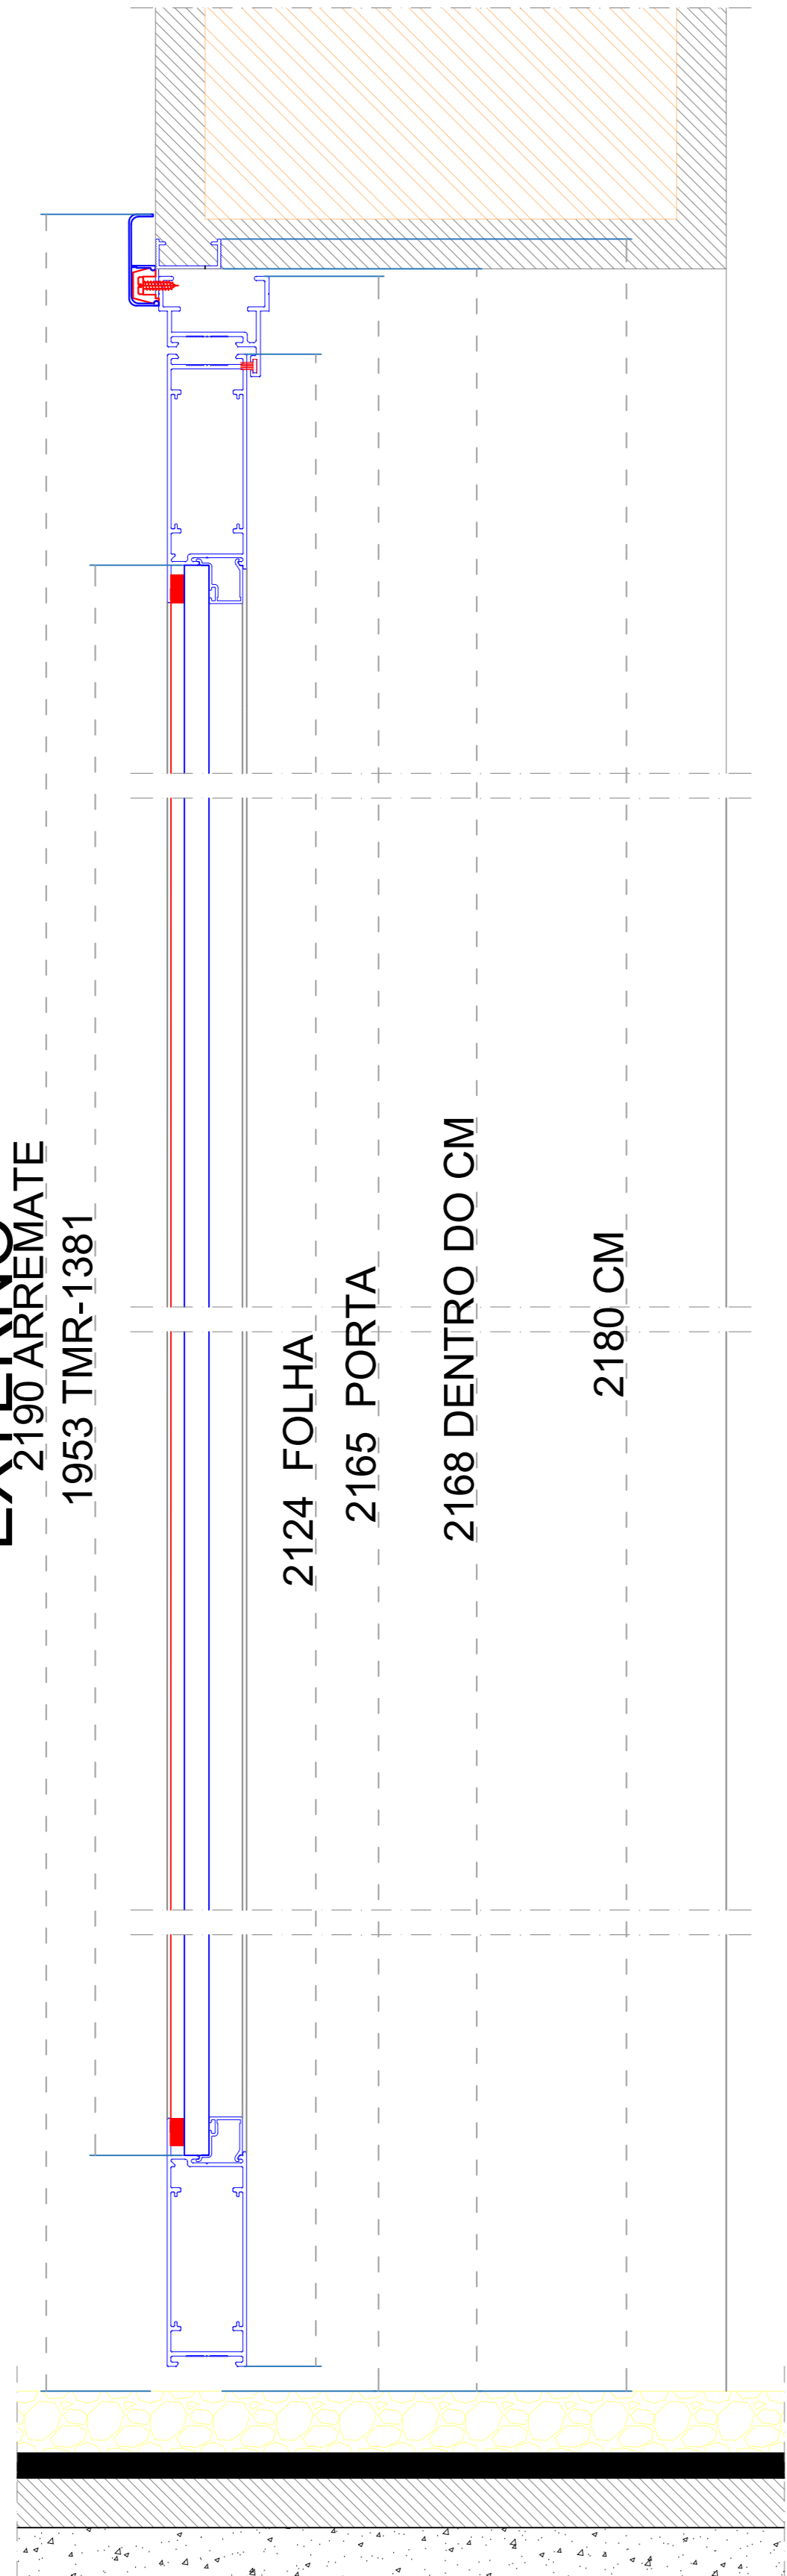 2190 ARREMATE
1953 TMR-1381
2124 FOLHA
2165 PORTA
2168 DENTRO DO CM
2180 CM